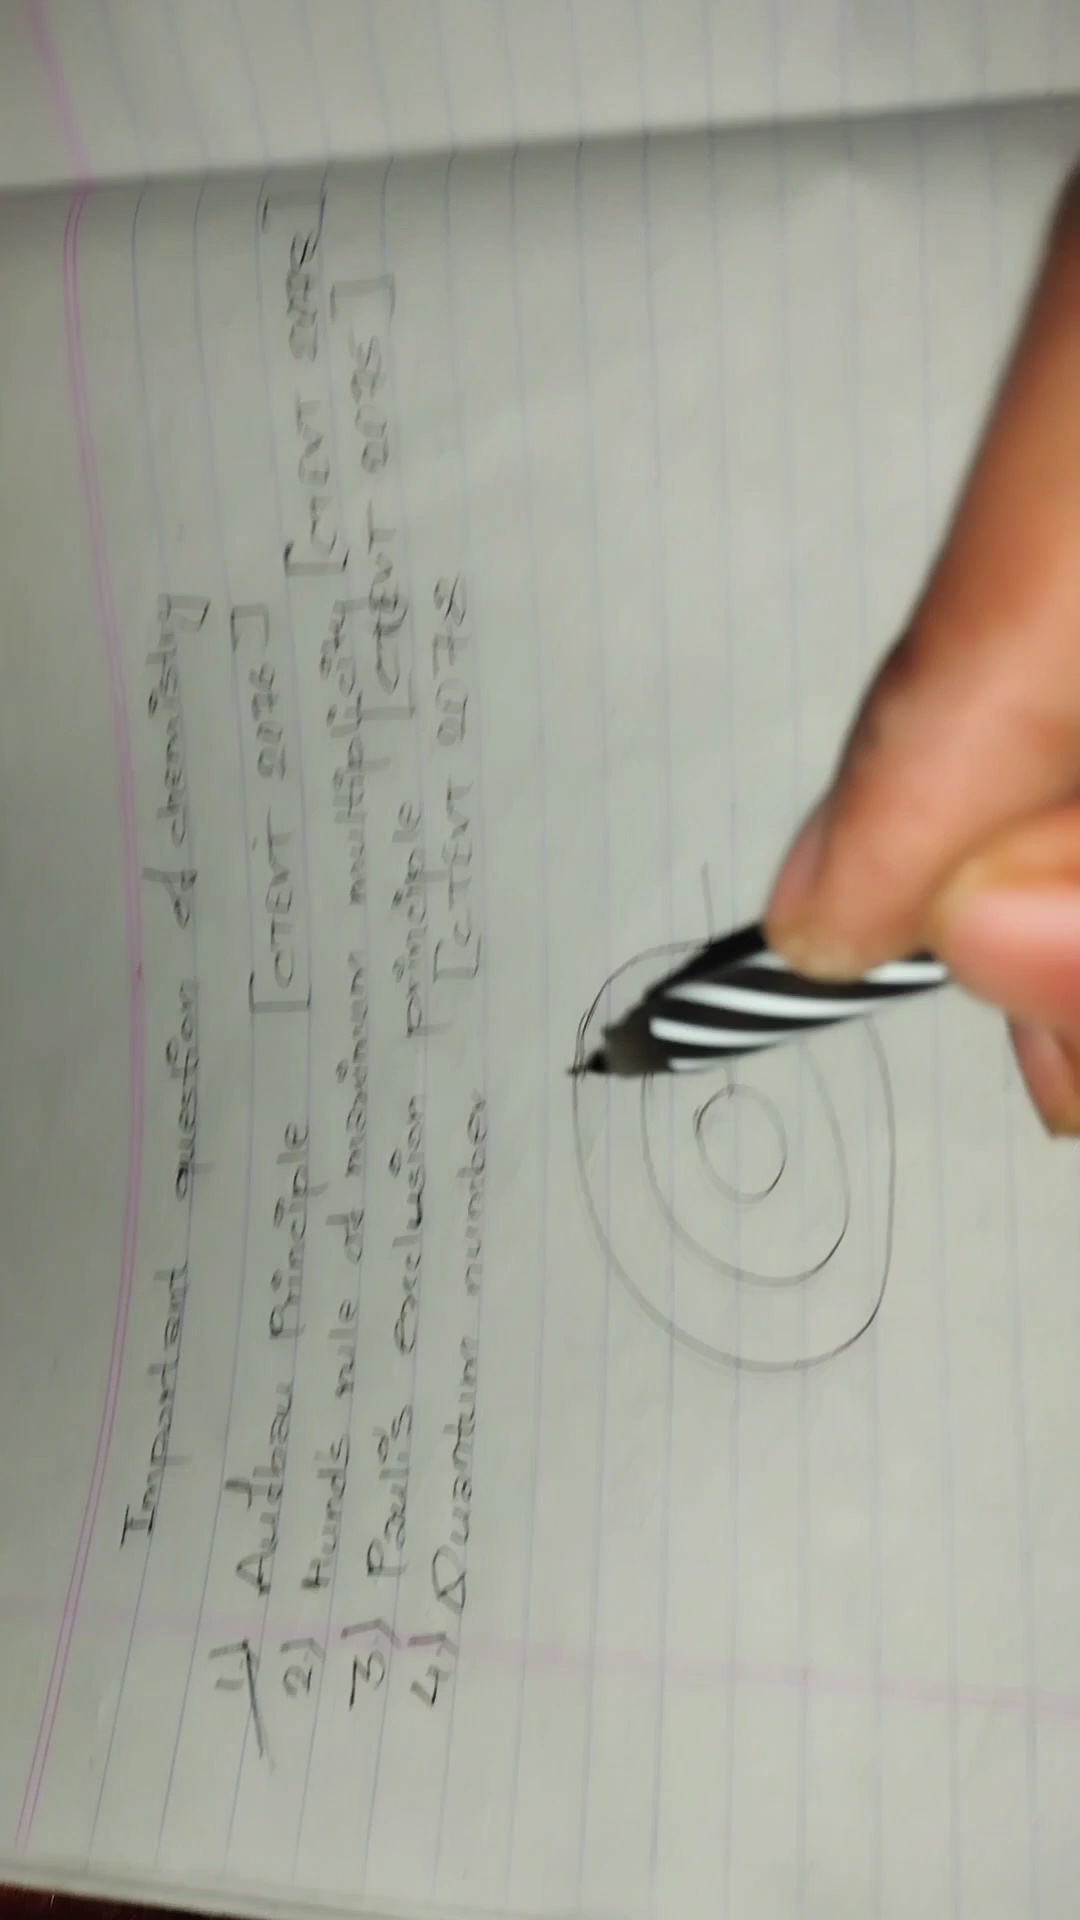 Important question of chemistry]
1) Aufbau Principle [CTEVT 2076]
2) Hund's rule of maximum multiplicity [CTEVT 2078]
3) Pauli's exclusion principle [CTEVT 2075]
4) Quantum number [CTEVT 2078